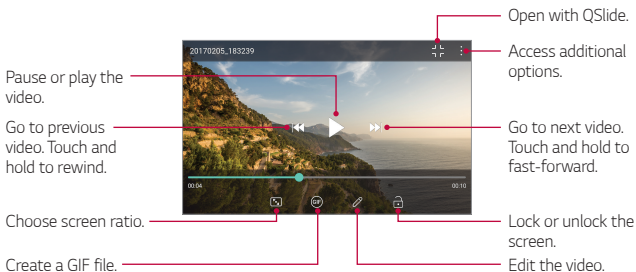 Open with QSlide.
20170205_183239
Access additional
options.
Pause or play the
video.
Go to previous
video. Touch and
hold to rewind.
Go to next video.
Touch and hold to
fast-forward.
00:04
00:10
GIF
Choose screen ratio.
Lock or unlock the
screen.
Create a GIF file.
Edit the video.